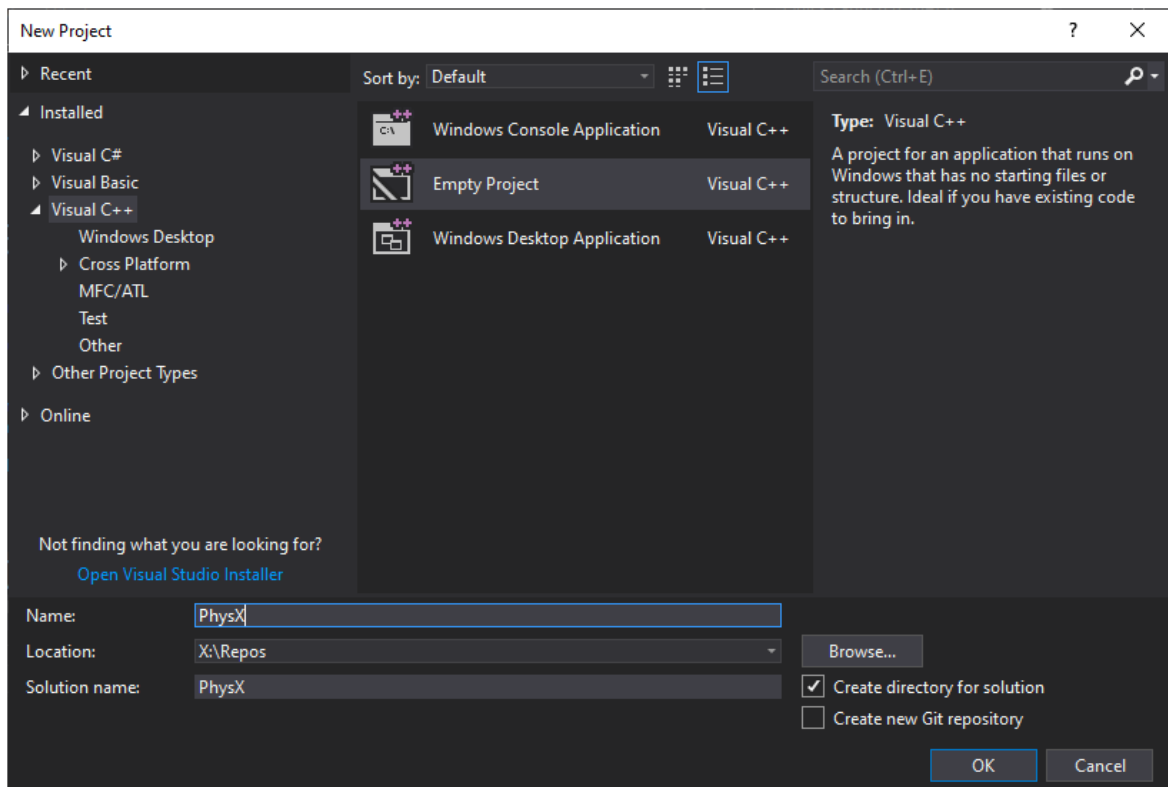 New Project
?
Recent
Installed
Visual C#
Visual Basic
Visual C++
Windows Desktop
Cross Platform
MFC/ATL
Test
Other
Other Project Types
Online
Not finding what you are looking for?
Open Visual Studio Installer
Sort by: Default
C:\
++
Windows Console Application Visual C++
++
Empty Project Visual C++
++
Windows Desktop Application Visual C++
Search (Ctrl+E)
Type: Visual C++
A project for an application that runs on
Windows that has no starting files or
structure. Ideal if you have existing code
to bring in.
Name: PhysX
Location: X:\Repos
Browse...
Solution name: PhysX
Create directory for solution
Create new Git repository
OK
Cancel